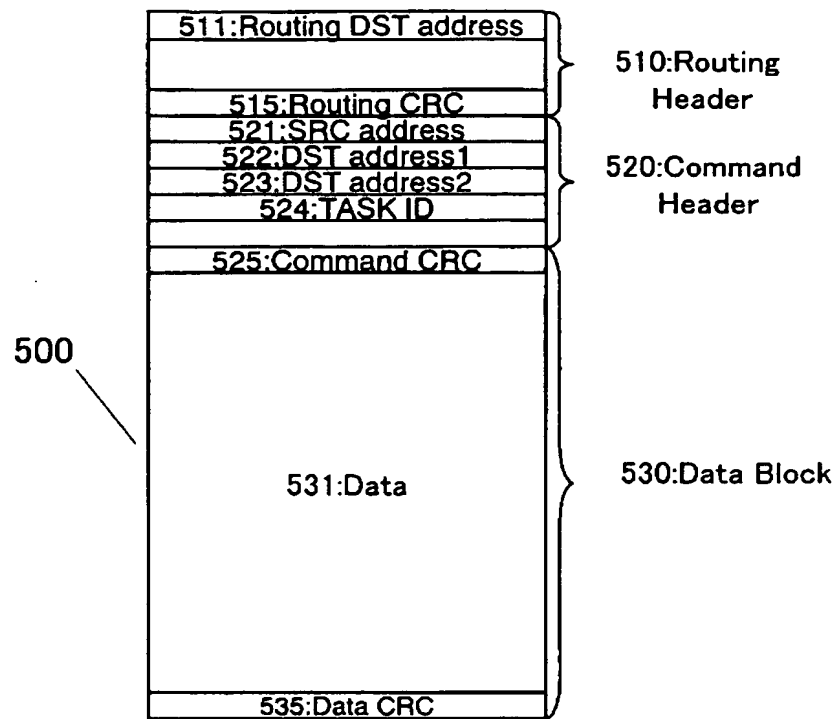 511:Routing DST address
515:Routing CRC
510:Routing
Header
521:SRC address
522:DST address1
523:DST address2
524:TASK ID
520:Command
Header
525:Command CRC
500
531:Data
530:Data Block
535:Data CRC